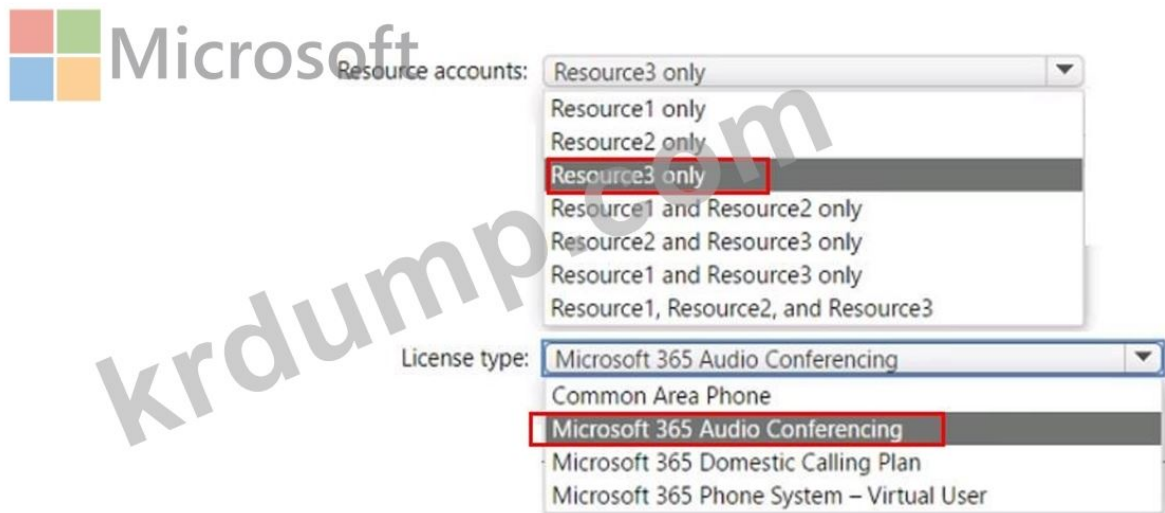 Microsoft
Resource accounts: Resource3 only
Resource1 only
Resource2 only
Resource3 only
Resource1 and Resource2 only
Resource2 and Resource3 only
Resource1 and Resource3 only
Resource1, Resource2, and Resource3
krdump.com
License type: Microsoft 365 Audio Conferencing
Common Area Phone
Microsoft 365 Audio Conferencing
Microsoft 365 Domestic Calling Plan
Microsoft 365 Phone System – Virtual User